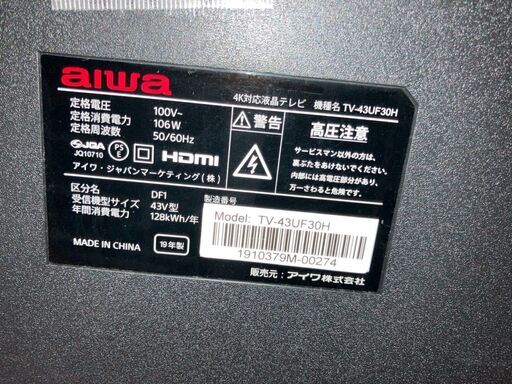 aiwa
4K対応液晶テレビ 機種名 TV-43UF30H
定格電圧 100V~
定格消費電力 106W
定格周波数 50/60Hz
JQA
JQ10710
PS
E
HDMI
アイワ・ジャパンマーケティング(株)
警告
高圧注意
サービスマン以外の方は、
裏ぶたをあけないでください。
内部には高電圧部分があり、
万一さわると危険です。
区分名 DF1
受信機型サイズ 43V型
年間消費電力 128kWh/年
MADE IN CHINA
19年製
製造番号
Model: TV-43UF30H
1910379M-00274
販売元:アイワ株式会社